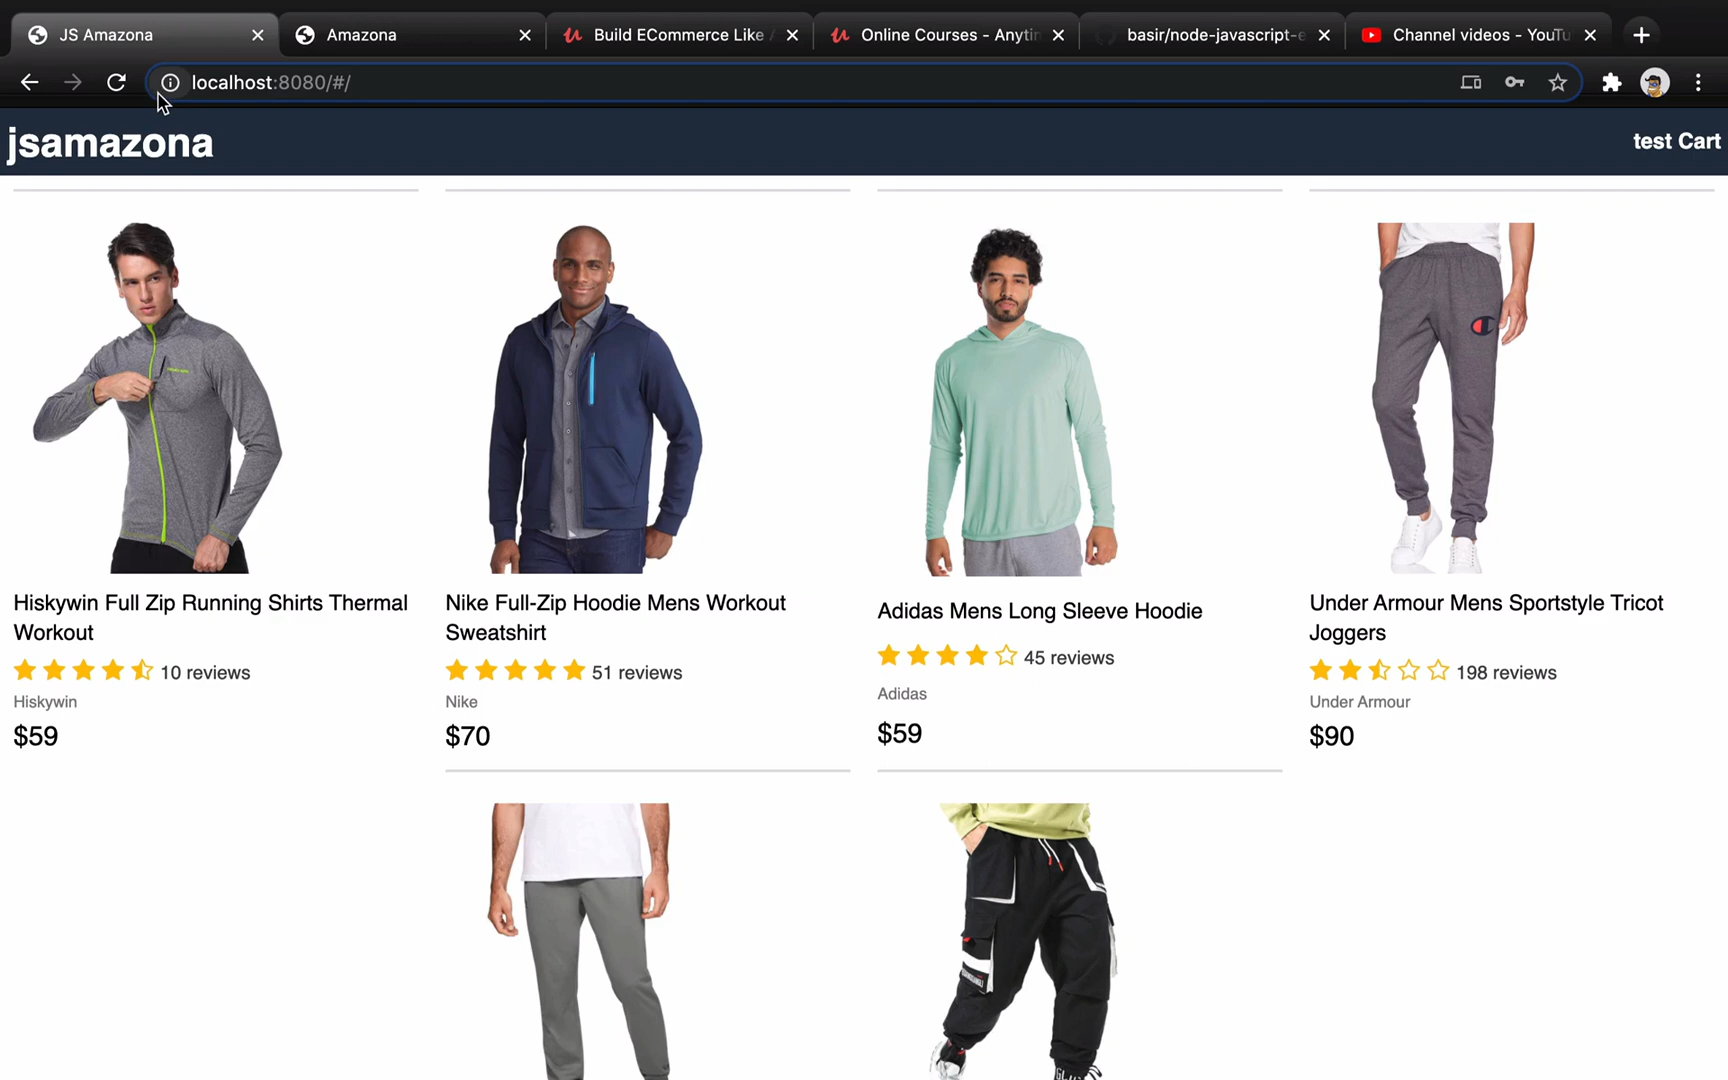 JS Amazona
Amazona
Build ECommerce Like
Online Courses - Anytin
basir/node-javascript-e
Channel videos - YouTu
localhost:8080/#/
jsamazona
test Cart
Hiskywin Full Zip Running Shirts Thermal
Workout
10 reviews
Hiskywin
$59
Nike Full-Zip Hoodie Mens Workout
Sweatshirt
51 reviews
Nike
$70
Adidas Mens Long Sleeve Hoodie
45 reviews
Adidas
$59
Under Armour Mens Sportstyle Tricot
Joggers
198 reviews
Under Armour
$90